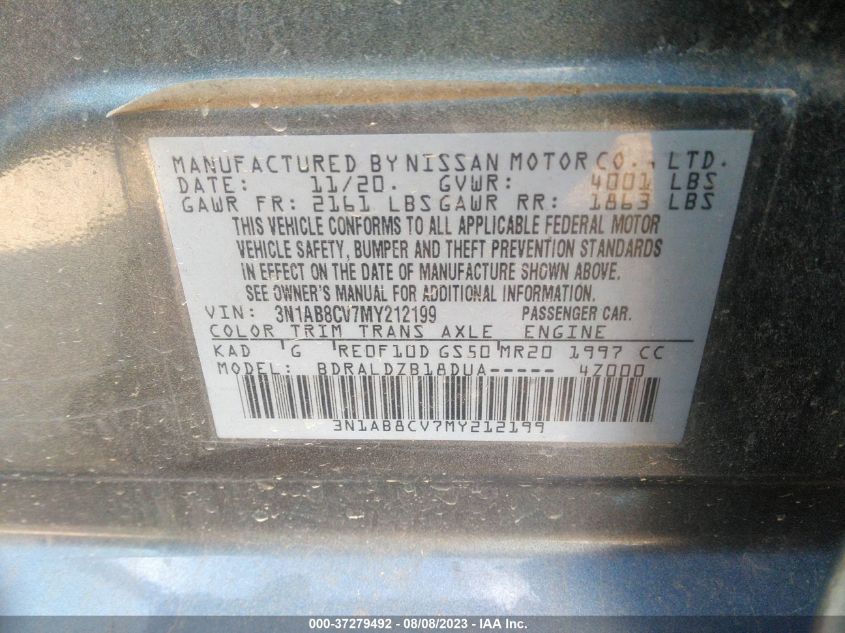 MANUFACTURED BY NISSAN MOTOR CO., LTD.
DATE: 11/20. GVWR: 4001 LBS
GAWR FR: 2161 LBS GAWR RR: 1863 LBS
THIS VEHICLE CONFORMS TO ALL APPLICABLE FEDERAL MOTOR
VEHICLE SAFETY, BUMPER AND THEFT PREVENTION STANDARDS
IN EFFECT ON THE DATE OF MANUFACTURE SHOWN ABOVE.
SEE OWNER'S MANUAL FOR ADDITIONAL INFORMATION.
VIN: 3N1AB8CV7MY212199 PASSENGER CAR.
COLOR TRIM TRANS AXLE ENGINE
KAD G RE0F10D GS50 MR20 1997 CC
MODEL: BDRALDZB18DUA----- 4Z000
3N1AB8CV7MY212199
000-37279492 - 08/08/2023 - IAA Inc.